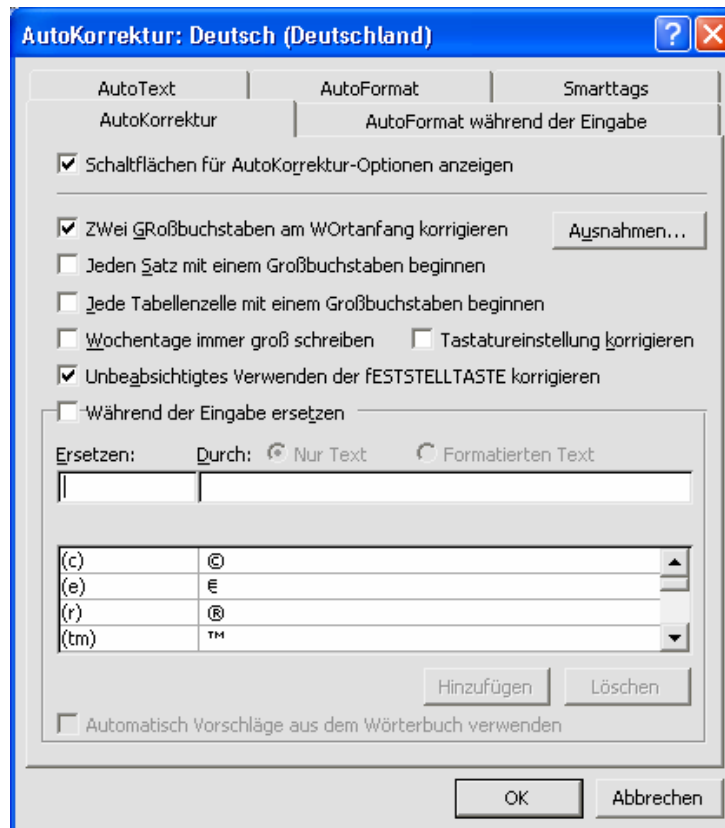 AutoKorrektur: Deutsch (Deutschland)
AutoText AutoFormat Smarttags
AutoKorrektur AutoFormat während der Eingabe
Schaltflächen für AutoKorrektur-Optionen anzeigen
ZWei GRoßbuchstaben am WOrtanfang korrigieren Ausnahmen...
Jeden Satz mit einem Großbuchstaben beginnen
Jede Tabellenzelle mit einem Großbuchstaben beginnen
Wochentage immer groß schreiben Tastatureinstellung korrigieren
Unbeabsichtigtes Verwenden der fESTSTELLTASTE korrigieren
Während der Eingabe ersetzen
Ersetzen: Durch: Nur Text Formatierten Text
(c) ©
(e) €
(r) ®
(tm) ™
Hinzufügen Löschen
Automatisch Vorschläge aus dem Wörterbuch verwenden
OK Abbrechen